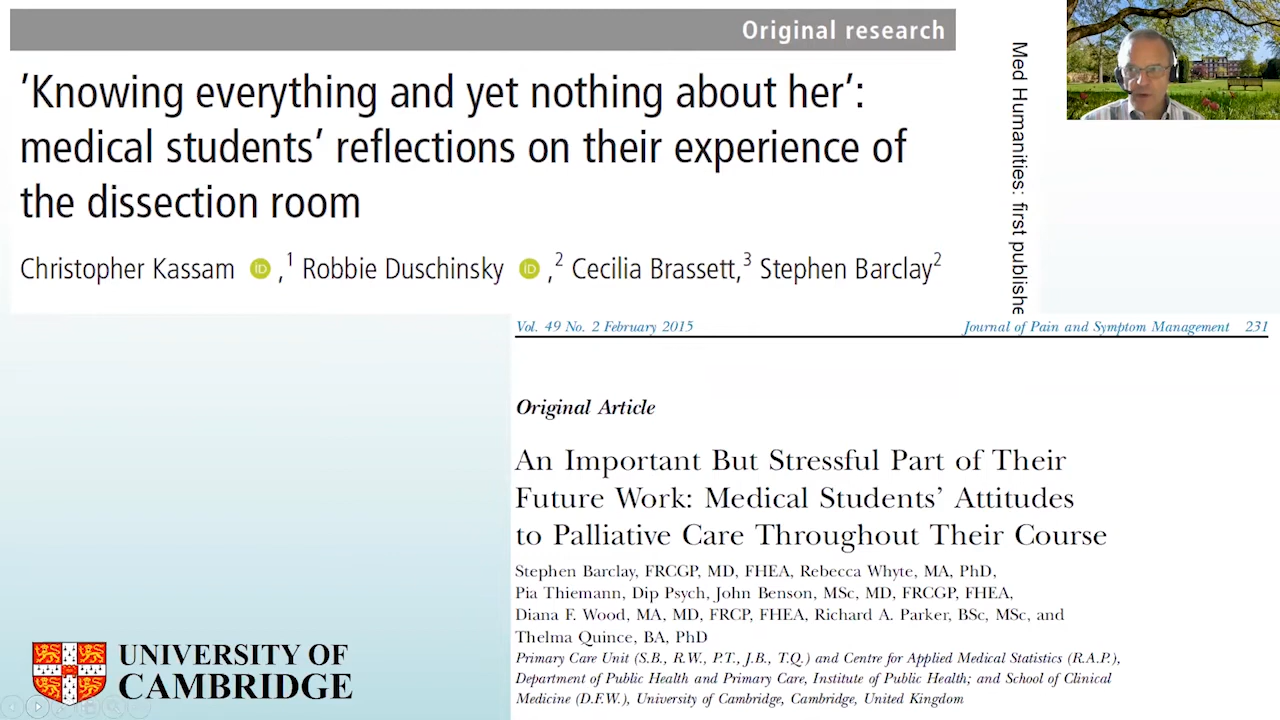 Original research
'Knowing everything and yet nothing about her':
medical students' reflections on their experience of
the dissection room
Christopher Kassam iD ,1 Robbie Duschinsky iD ,2 Cecilia Brassett,3 Stephen Barclay2
Med Humanities: first publishe
Vol. 49 No. 2 February 2015 Journal of Pain and Symptom Management 231
Original Article
An Important But Stressful Part of Their
Future Work: Medical Students' Attitudes
to Palliative Care Throughout Their Course
Stephen Barclay, FRCGP, MD, FHEA, Rebecca Whyte, MA, PhD,
Pia Thiemann, Dip Psych, John Benson, MSc, MD, FRCGP, FHEA,
Diana F. Wood, MA, MD, FRCP, FHEA, Richard A. Parker, BSc, MSc, and
Thelma Quince, BA, PhD
Primary Care Unit (S.B., R.W., P.T., J.B., T.Q.) and Centre for Applied Medical Statistics (R.A.P.),
Department of Public Health and Primary Care, Institute of Public Health; and School of Clinical
Medicine (D.F.W.), University of Cambridge, Cambridge, United Kingdom
UNIVERSITY OF
CAMBRIDGE